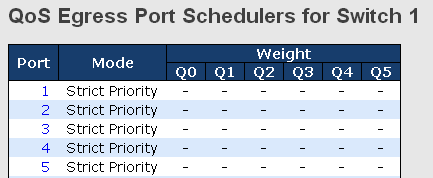 QoS Egress Port Schedulers for Switch 1
Port Mode Weight
Q0 Q1 Q2 Q3 Q4 Q5
1 Strict Priority - - - - - -
2 Strict Priority - - - - - -
3 Strict Priority - - - - - -
4 Strict Priority - - - - - -
5 Strict Priority - - - - - -